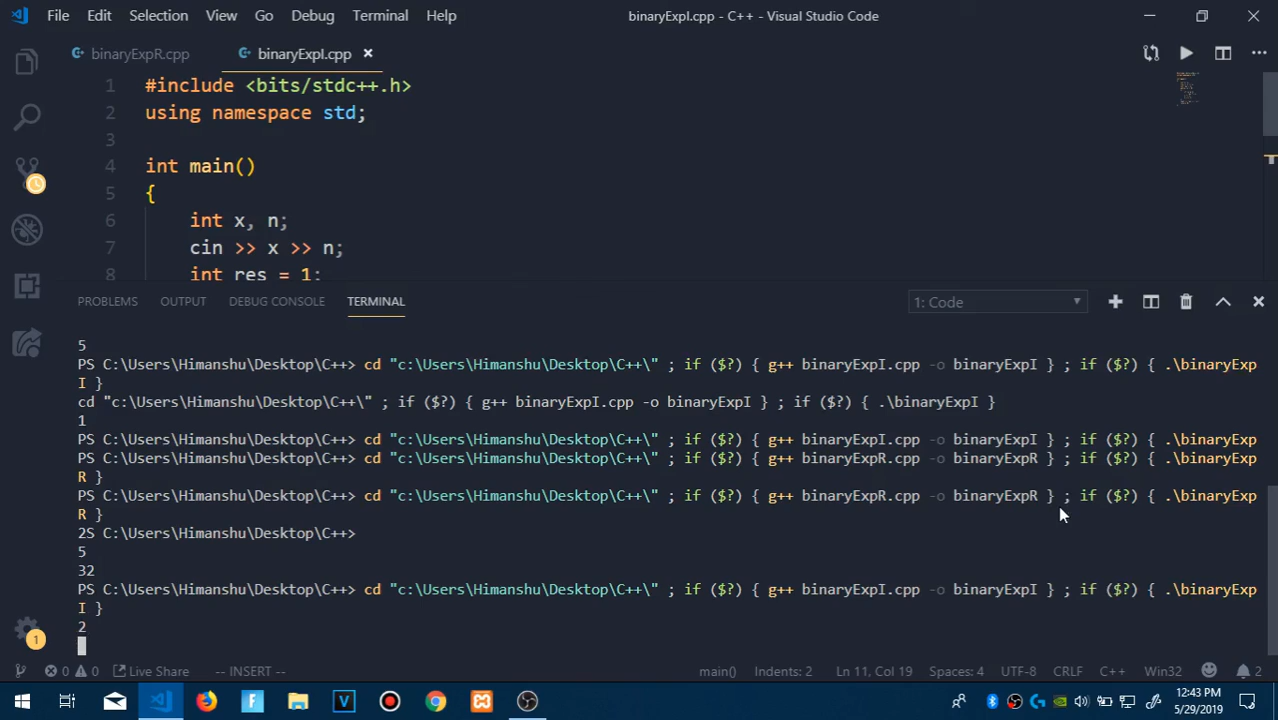 File Edit Selection View Go Debug Terminal Help binaryExpI.cpp - C++ - Visual Studio Code
binaryExpR.cpp binaryExpI.cpp
1 #include <bits/stdc++.h>
2 using namespace std;
3
4 int main()
5 {
6 int x, n;
7 cin >> x >> n;
8 int res = 1;
PROBLEMS OUTPUT DEBUG CONSOLE TERMINAL 1: Code
5
PS C:\Users\Himanshu\Desktop\C++> cd "c:\Users\Himanshu\Desktop\C++\" ; if ($?) { g++ binaryExpI.cpp -o binaryExpI } ; if ($?) { .\binaryExp
I }
cd "c:\Users\Himanshu\Desktop\C++\" ; if ($?) { g++ binaryExpI.cpp -o binaryExpI } ; if ($?) { .\binaryExpI }
1
PS C:\Users\Himanshu\Desktop\C++> cd "c:\Users\Himanshu\Desktop\C++\" ; if ($?) { g++ binaryExpI.cpp -o binaryExpI } ; if ($?) { .\binaryExp
PS C:\Users\Himanshu\Desktop\C++> cd "c:\Users\Himanshu\Desktop\C++\" ; if ($?) { g++ binaryExpR.cpp -o binaryExpR } ; if ($?) { .\binaryExp
R }
PS C:\Users\Himanshu\Desktop\C++> cd "c:\Users\Himanshu\Desktop\C++\" ; if ($?) { g++ binaryExpR.cpp -o binaryExpR } ; if ($?) { .\binaryExp
R }
2S C:\Users\Himanshu\Desktop\C++>
5
32
PS C:\Users\Himanshu\Desktop\C++> cd "c:\Users\Himanshu\Desktop\C++\" ; if ($?) { g++ binaryExpI.cpp -o binaryExpI } ; if ($?) { .\binaryExp
I }
2
1 0 0 Live Share -- INSERT -- main() Indents: 2 Ln 11, Col 19 Spaces: 4 UTF-8 CRLF C++ Win32 2
12:43 PM
5/29/2019